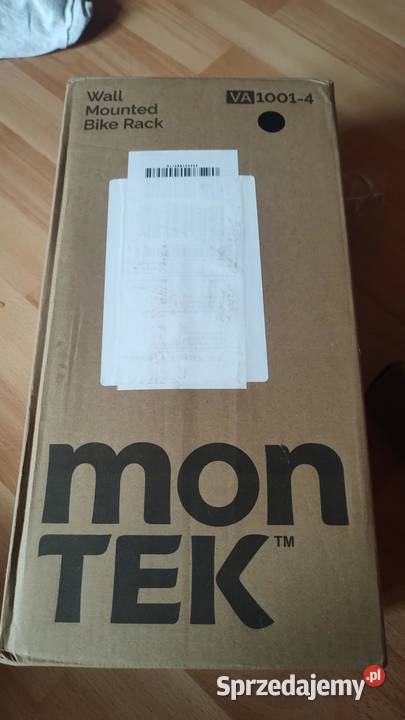 Wall
Mounted
Bike Rack
VA1001-4
mon
TEK™
Sprzedajemy.pl